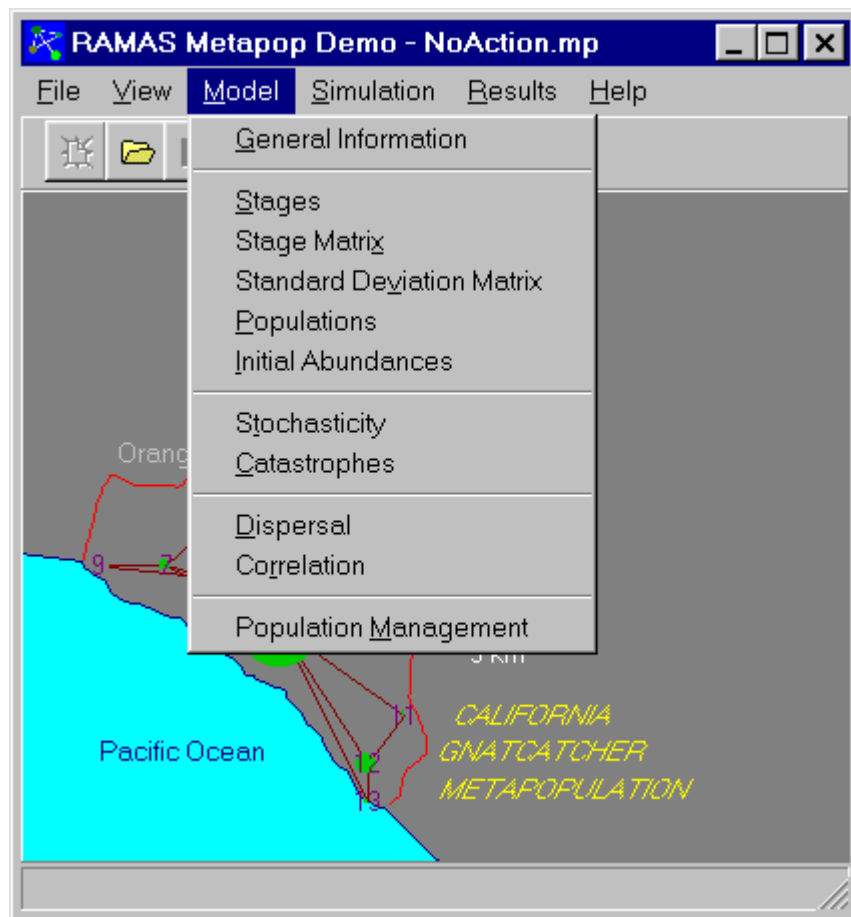 RAMAS Metapop Demo - NoAction.mp
File View Model Simulation Results Help
General Information
Stages
Stage Matrix
Standard Deviation Matrix
Populations
Initial Abundances
Stochasticity
Catastrophes
Dispersal
Correlation
Population Management
9
7
11
CALIFORNIA
Pacific Ocean
12
GNATCATCHER
13
METAPOPULATION